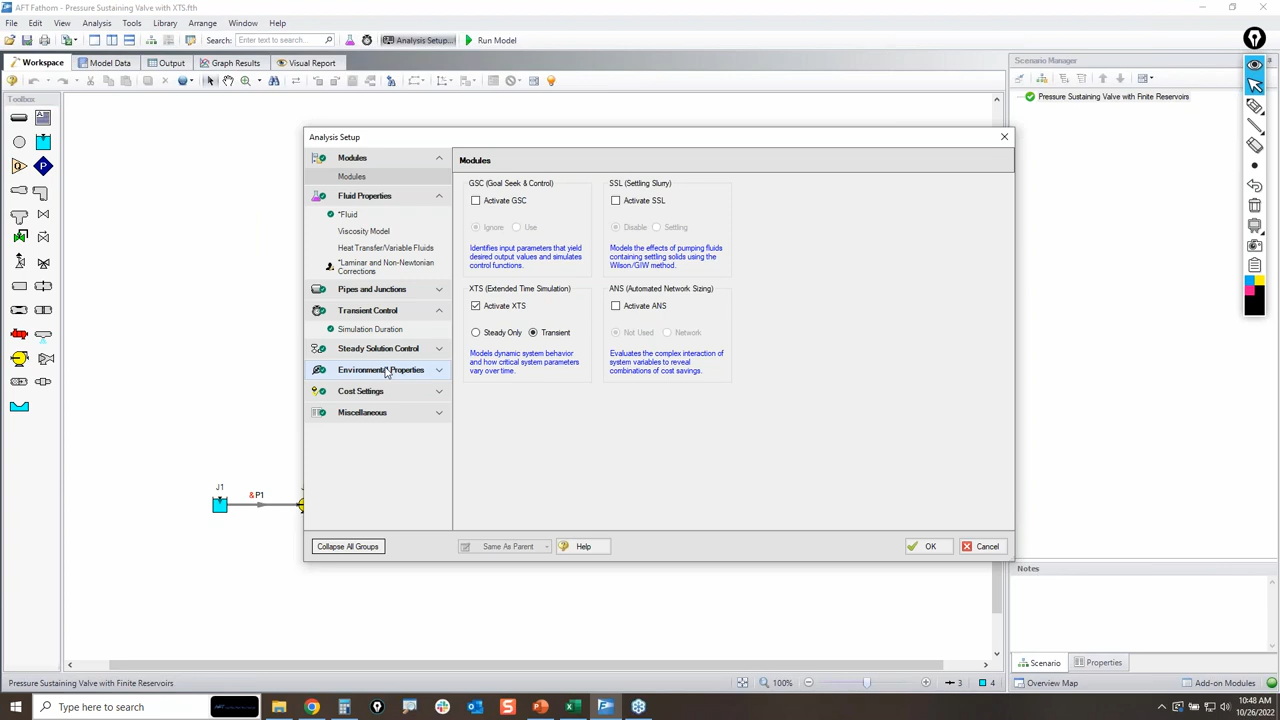 AFT Fathom - Pressure Sustaining Valve with XTS.fth
File Edit View Analysis Tools Library Arrange Window Help
Search: Enter text to search... Analysis Setup... Run Model
Workspace Model Data Output Graph Results Visual Report
Scenario Manager
Toolbox
Pressure Sustaining Valve with Finite Reservoirs
Analysis Setup
Modules
Modules
Fluid Properties
*Fluid
Viscosity Model
Heat Transfer/Variable Fluids
*Laminar and Non-Newtonian
Corrections
Pipes and Junctions
Transient Control
Simulation Duration
Steady Solution Control
Environmental Properties
Cost Settings
Miscellaneous
Collapse All Groups
Modules
GSC (Goal Seek & Control)
Activate GSC
Ignore Use
Identifies input parameters that yield
desired output values and simulates
control functions.
SSL (Settling Slurry)
Activate SSL
Disable Settling
Models the effects of pumping fluids
containing settling solids using the
Wilson/GIW method.
XTS (Extended Time Simulation)
Activate XTS
Steady Only Transient
Models dynamic system behavior
and how critical system parameters
vary over time.
ANS (Automated Network Sizing)
Activate ANS
Not Used Network
Evaluates the complex interaction of
system variables to reveal
combinations of cost savings.
Same As Parent Help OK Cancel
J1
&P1
Notes
Scenario Properties
Pressure Sustaining Valve with Finite Reservoirs
100%
3
4
Overview Map
Add-on Modules
Type here to search
10:48 AM
10/26/2022